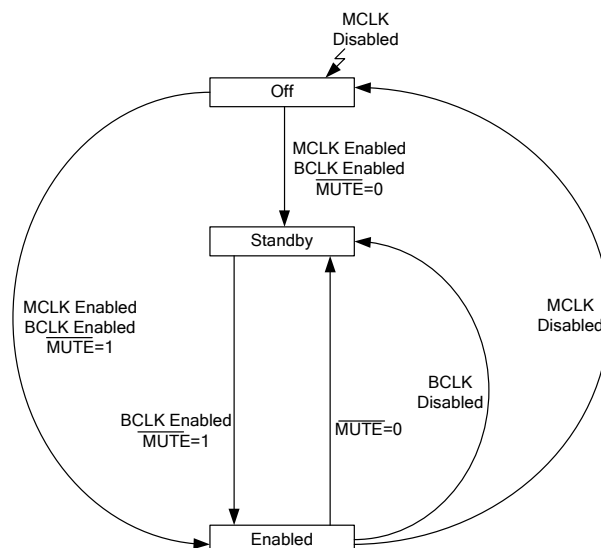 MCLK
Disabled
Off
MCLK Enabled
BCLK Enabled
MUTE=0
Standby
MCLK Enabled
BCLK Enabled
MUTE=1
MCLK
Disabled
BCLK
Disabled
BCLK Enabled
MUTE=1
MUTE=0
Enabled